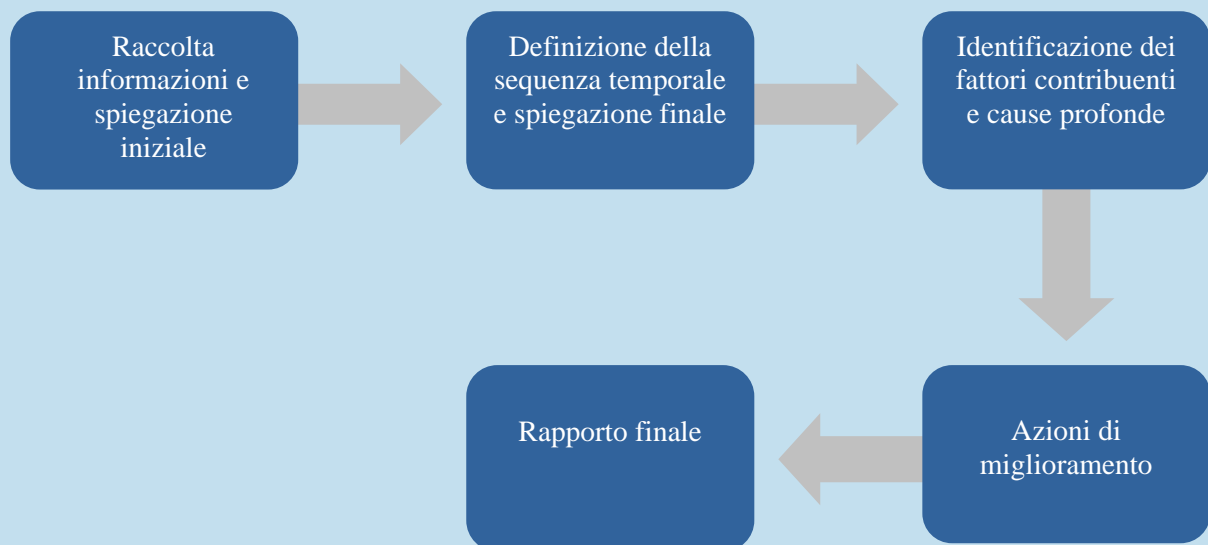 Raccolta
informazioni e
spiegazione
iniziale
Definizione della
sequenza temporale
e spiegazione finale
Identificazione dei
fattori contribuenti
e cause profonde
Azioni di
miglioramento
Rapporto finale